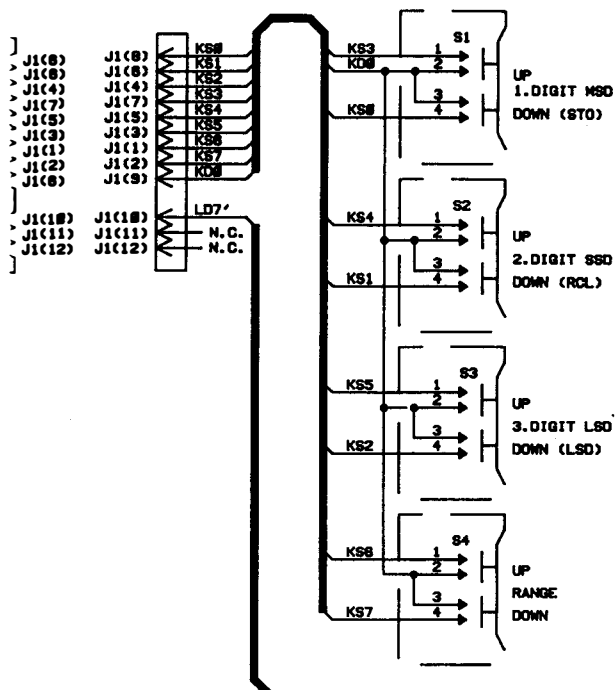 J1(8) J1(8) KS0
J1(6) J1(6) KS1
J1(4) J1(4) KS2
J1(7) J1(7) KS3
J1(5) J1(5) KS4
J1(3) J1(3) KS5
J1(1) J1(1) KS6
J1(2) J1(2) KS7
J1(9) KD0
J1(10) J1(10) LD7'
J1(11) J1(11) N.C.
J1(12) J1(12) N.C.
S1
KS3 1
KD0 2
UP
1.DIGIT MSD
3
KS0 4
DOWN (STO)
S2
KS4 1
2
UP
2.DIGIT SSD
3
KS1 4
DOWN (RCL)
S3
KS5 1
2
UP
3.DIGIT LSD
3
KS2 4
DOWN (LSD)
S4
KS6 1
2
UP
RANGE
3
KS7 4
DOWN